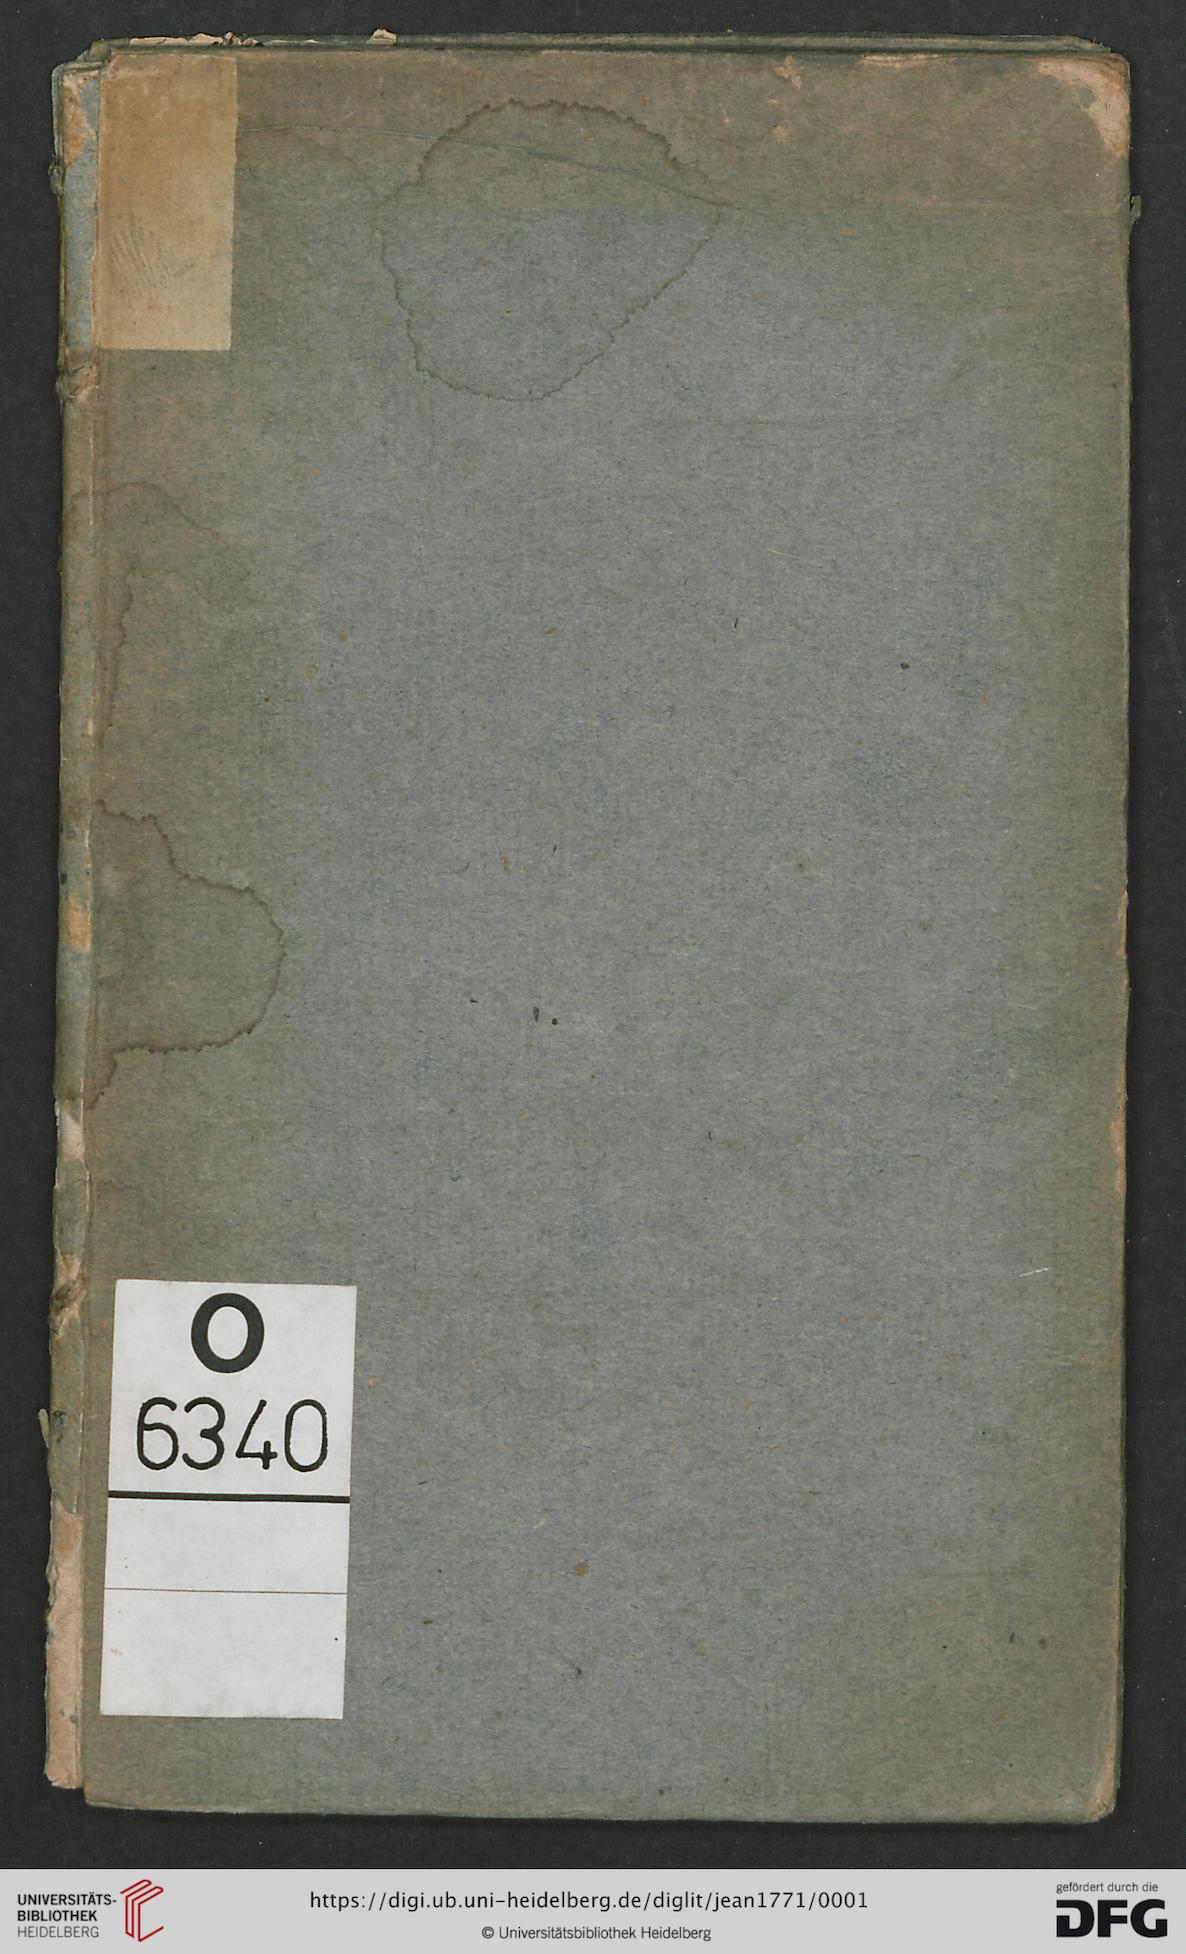 O
6340
UNIVERSITÄTS-
BIBLIOTHEK
HEIDELBERG
https://digi.ub.uni-heidelberg.de/diglit/jean1771/0001
© Universitätsbibliothek Heidelberg
gefördert durch die
DFG